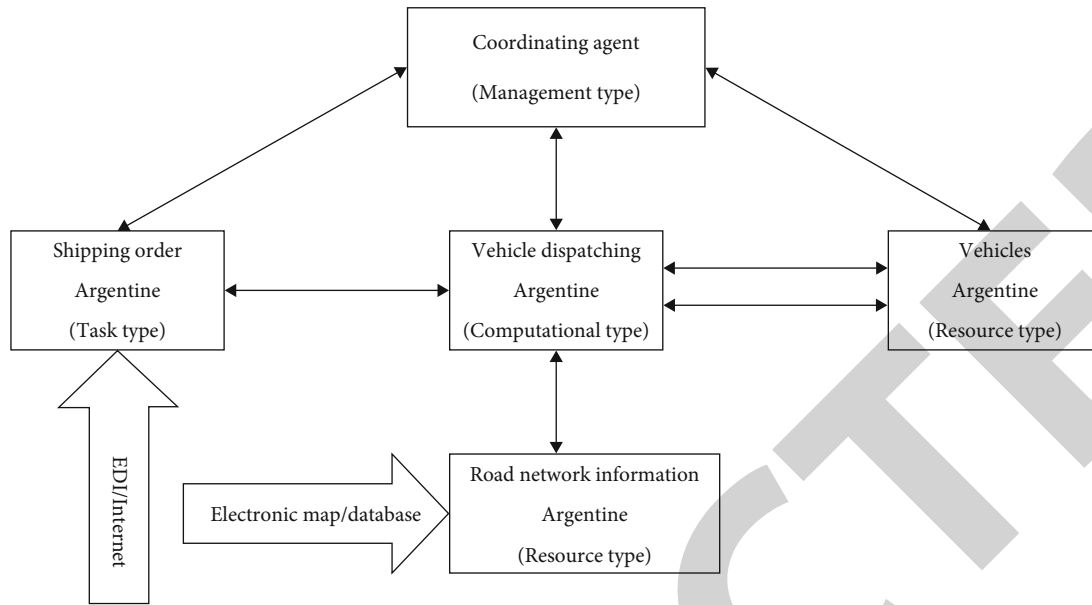 Coordinating agent
(Management type)
Shipping order
Argentine
(Task type)
Vehicle dispatching
Argentine
(Computational type)
Vehicles
Argentine
(Resource type)
EDI/Internet
Electronic map/database
Road network information
Argentine
(Resource type)
CTE